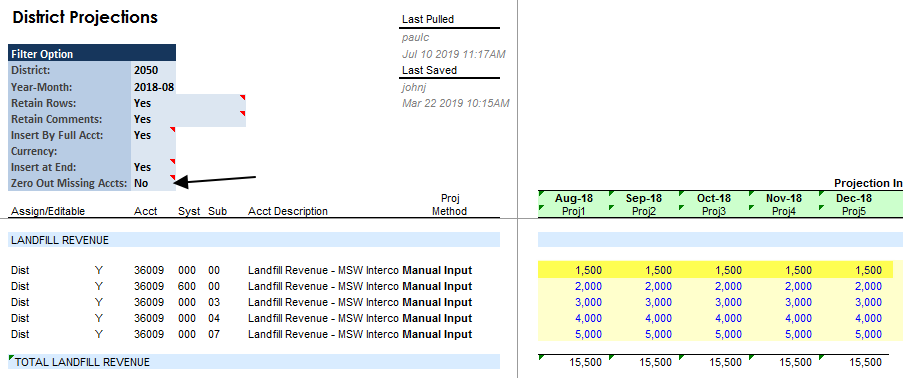 District Projections
Last Pulled
paulc
Jul 10 2019 11:17AM
Last Saved
johnj
Mar 22 2019 10:15AM
Filter Option
District: 2050
Year-Month: 2018-08
Retain Rows: Yes
Retain Comments: Yes
Insert By Full Acct: Yes
Currency:
Insert at End: Yes
Zero Out Missing Accts: No
Projection In
Aug-18 Sep-18 Oct-18 Nov-18 Dec-18
Assign/Editable Acct Syst Sub Acct Description Proj Method Proj1 Proj2 Proj3 Proj4 Proj5
LANDFILL REVENUE
Dist Y 36009 000 00 Landfill Revenue - MSW Interco Manual Input 1,500 1,500 1,500 1,500 1,500
Dist Y 36009 600 00 Landfill Revenue - MSW Interco Manual Input 2,000 2,000 2,000 2,000 2,000
Dist Y 36009 000 03 Landfill Revenue - MSW Interco Manual Input 3,000 3,000 3,000 3,000 3,000
Dist Y 36009 000 04 Landfill Revenue - MSW Interco Manual Input 4,000 4,000 4,000 4,000 4,000
Dist Y 36009 000 07 Landfill Revenue - MSW Interco Manual Input 5,000 5,000 5,000 5,000 5,000
TOTAL LANDFILL REVENUE 15,500 15,500 15,500 15,500 15,500